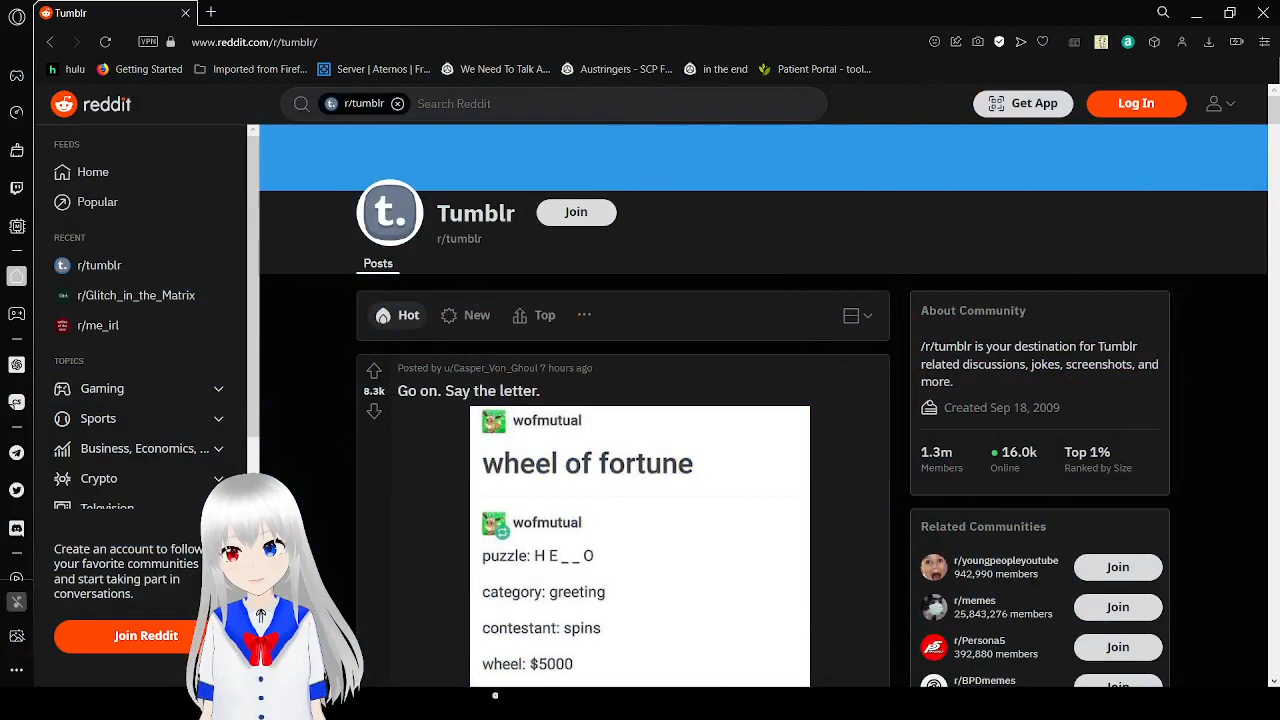 Tumblr
VPN
www.reddit.com/r/tumblr/
hulu
Getting Started
Imported from Firef...
Server | Aternos | Fr...
We Need To Talk A...
Austringers - SCP F...
in the end
Patient Portal - tool...
reddit
r/tumblr
Search Reddit
Get App
Log In
FEEDS
Home
Popular
RECENT
r/tumblr
r/Glitch_in_the_Matrix
r/me_irl
TOPICS
Gaming
Sports
Business, Economics, ...
Crypto
Television
Create an account to follow
your favorite communities
and start taking part in
conversations.
Join Reddit
t.
Tumblr
Join
r/tumblr
Posts
Hot
New
Top
Posted by u/Casper_Von_Ghoul 7 hours ago
8.3k
Go on. Say the letter.
wofmutual
wheel of fortune
wofmutual
puzzle: H E _ _ O
category: greeting
contestant: spins
wheel: $5000
About Community
/r/tumblr is your destination for Tumblr
related discussions, jokes, screenshots, and
more.
Created Sep 18, 2009
1.3m
Members
16.0k
Online
Top 1%
Ranked by Size
Related Communities
r/youngpeopleyoutube
942,990 members
Join
r/memes
25,843,276 members
Join
r/Persona5
392,880 members
Join
r/BPDmemes
Join